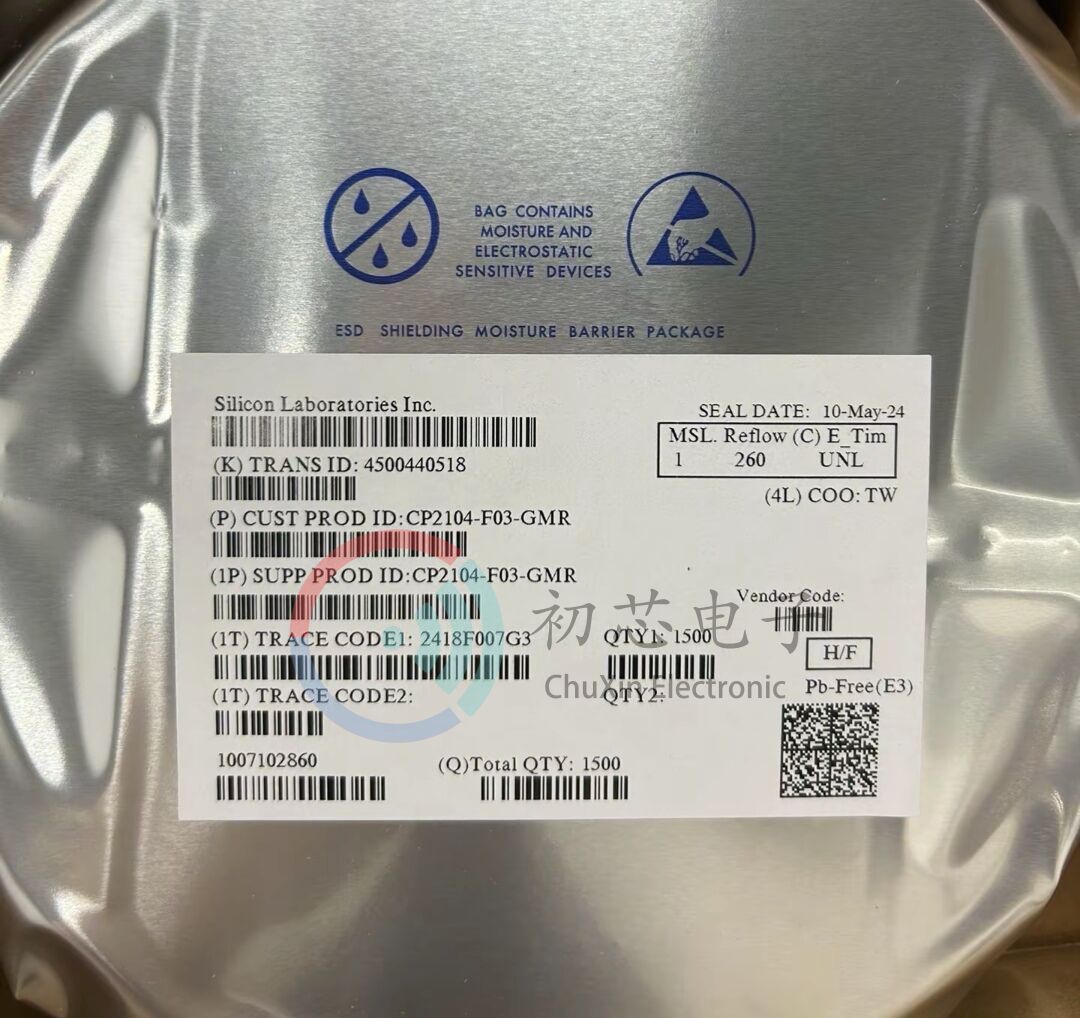 BAG CONTAINS
MOISTURE AND
ELECTROSTATIC
SENSITIVE DEVICES
ESD SHIELDING MOISTURE BARRIER PACKAGE
Silicon Laboratories Inc.
SEAL DATE: 10-May-24
MSL. Reflow (C) E_Tim
1 260 UNL
(K) TRANS ID: 4500440518
(4L) COO: TW
(P) CUST PROD ID:CP2104-F03-GMR
(1P) SUPP PROD ID:CP2104-F03-GMR
Vendor Code:
初芯电子
(1T) TRACE CODE1: 2418F007G3
QTY1: 1500
H/F
ChuXin Electronic
Pb-Free(E3)
(1T) TRACE CODE2:
QTY2:
1007102860
(Q)Total QTY: 1500